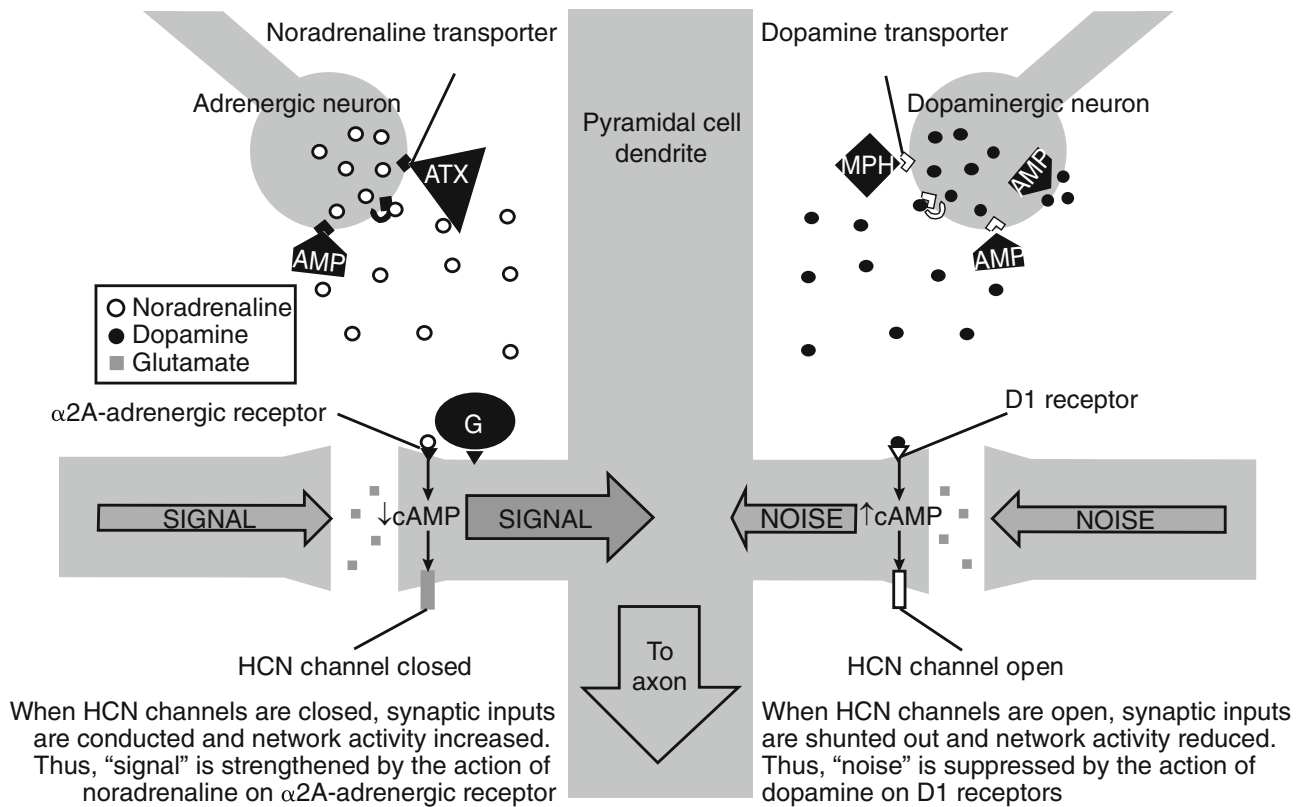 Noradrenaline transporter
Dopamine transporter
Adrenergic neuron
Dopaminergic neuron
Pyramidal cell
dendrite
ATX
AMP
MPH
AMP
AMP
Noradrenaline
Dopamine
Glutamate
α2A-adrenergic receptor
G
D1 receptor
SIGNAL
↓cAMP
SIGNAL
NOISE
↑cAMP
NOISE
HCN channel closed
To
axon
HCN channel open
When HCN channels are closed, synaptic inputs
are conducted and network activity increased.
Thus, “signal” is strengthened by the action of
noradrenaline on α2A-adrenergic receptor
When HCN channels are open, synaptic inputs
are shunted out and network activity reduced.
Thus, “noise” is suppressed by the action of
dopamine on D1 receptors